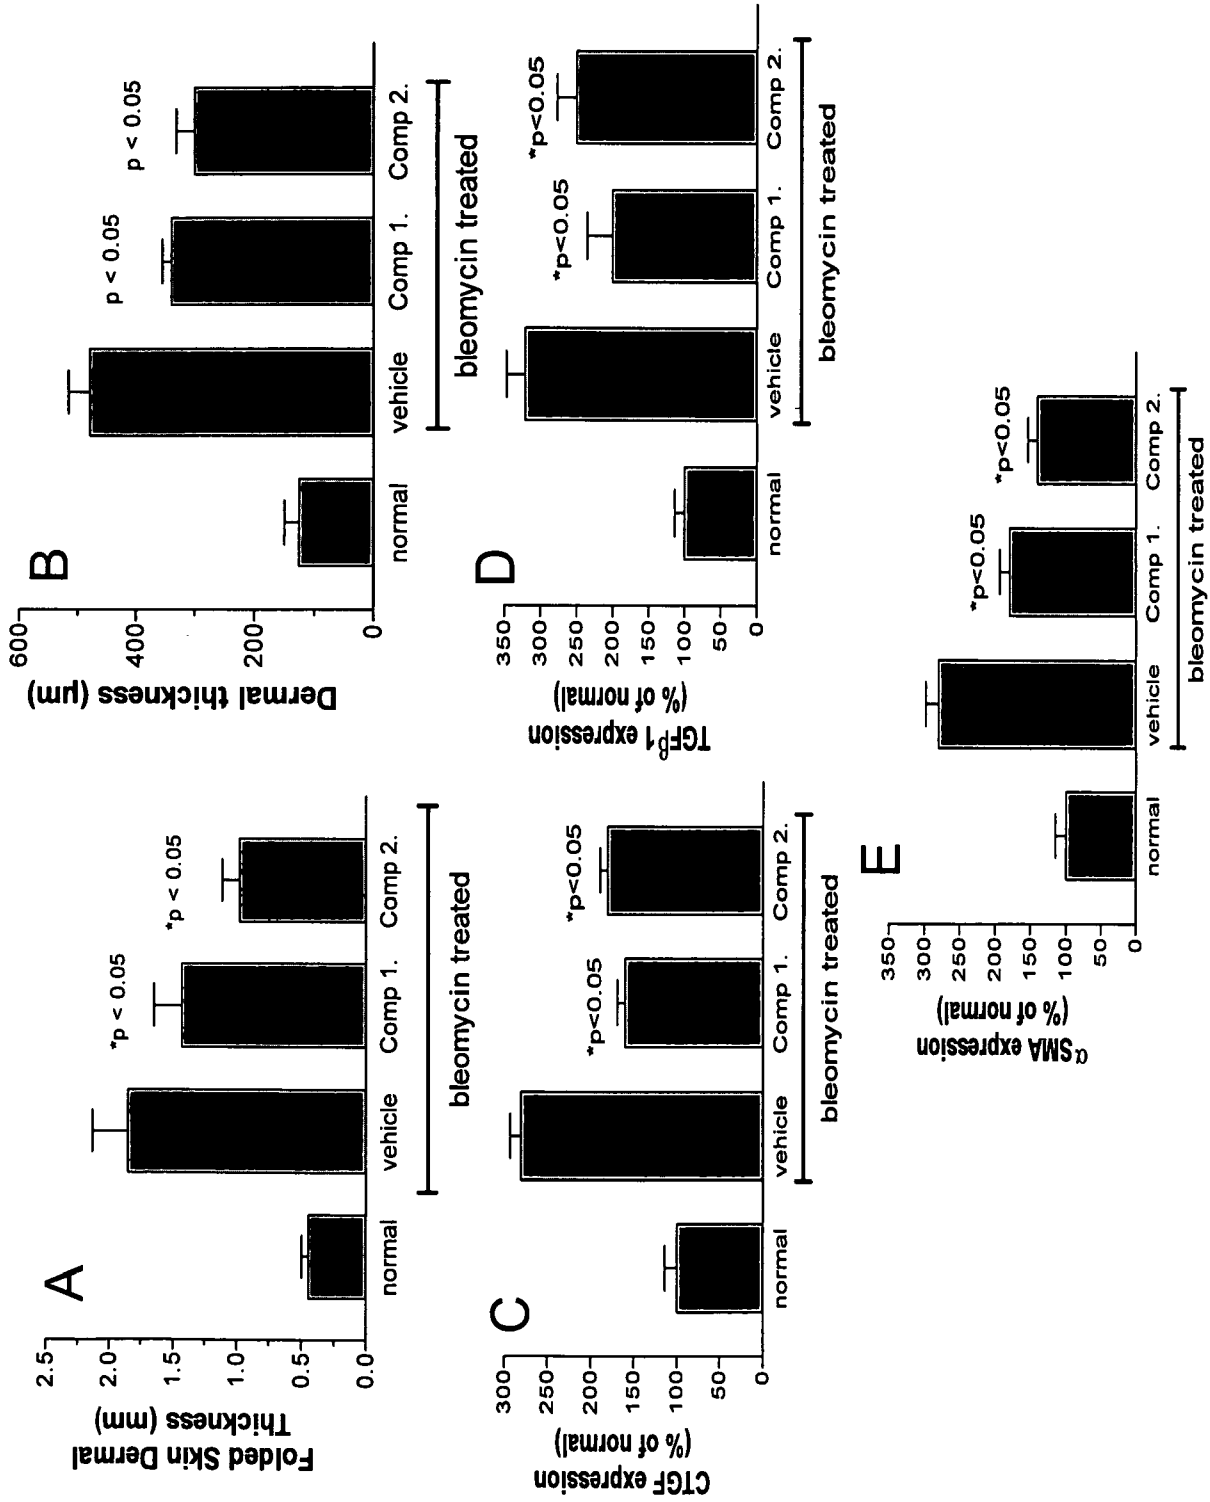 A
Folded Skin Dermal
Thickness (mm)
2.5
2.0
1.5
1.0
0.5
0.0
*p < 0.05
*p < 0.05
normal
vehicle
Comp 1.
Comp 2.
bleomycin treated
B
Dermal thickness (µm)
600
400
200
0
p < 0.05
p < 0.05
normal
vehicle
Comp 1.
Comp 2.
bleomycin treated
C
CTGF expression
(% of normal)
300
250
200
150
100
50
0
*p<0.05
*p<0.05
normal
vehicle
Comp 1.
Comp 2.
bleomycin treated
D
TGFβ1 expression
(% of normal)
350
300
250
200
150
100
50
0
*p<0.05
*p<0.05
normal
vehicle
Comp 1.
Comp 2.
bleomycin treated
E
αSMA expression
(% of normal)
350
300
250
200
150
100
50
0
*p<0.05
*p<0.05
normal
vehicle
Comp 1.
Comp 2.
bleomycin treated